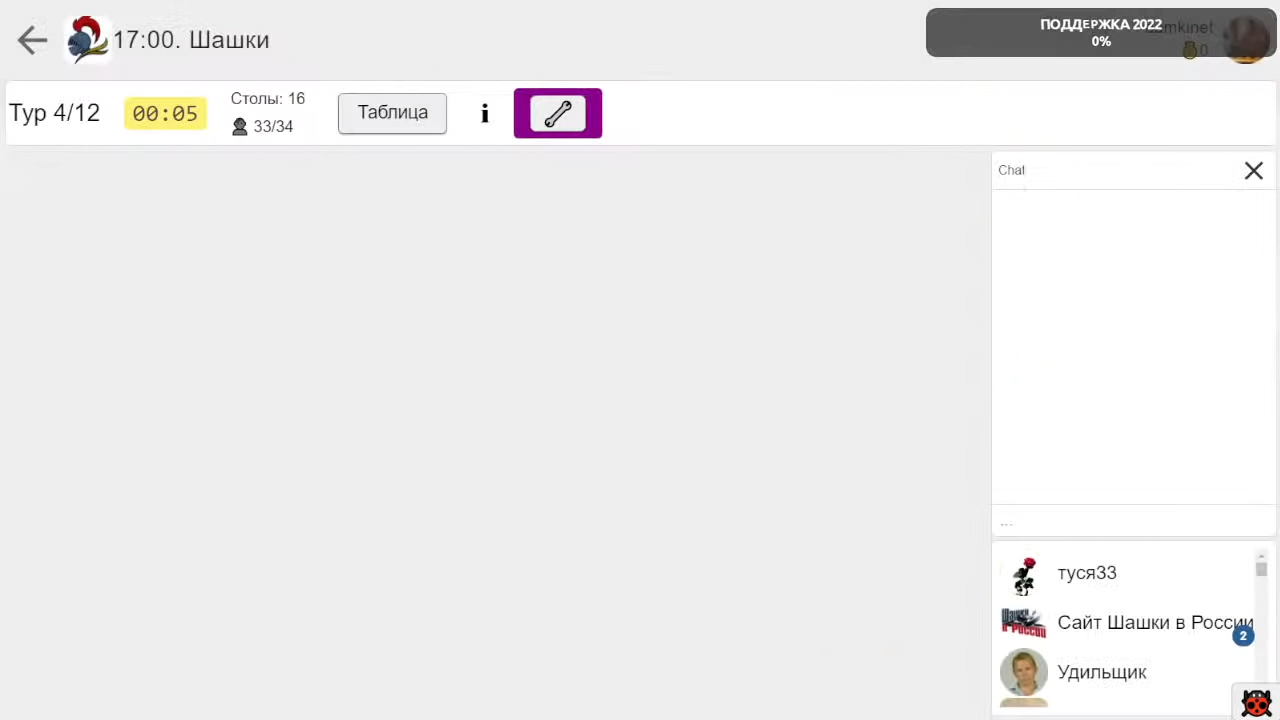 17:00. Шашки
ПОДДЕРЖКА 2022
0%
0
Тур 4/12
00:05
Столы: 16
33/34
Таблица
i
Chat
...
туся33
Сайт Шашки в России
2
Удильщик